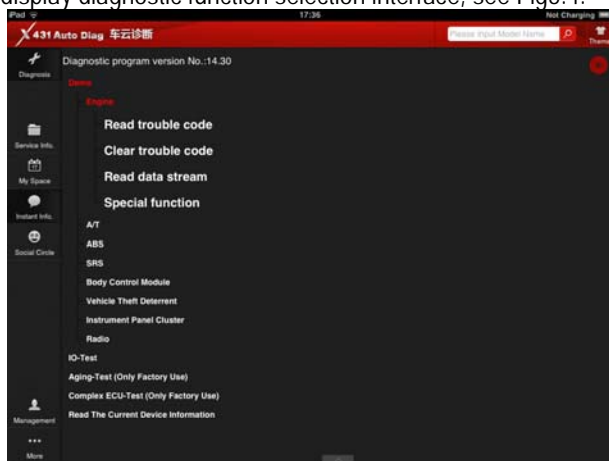 display diagnostic function selection interface, see Fig6.4.
iPad 17:36 Not Charging
X 431 Auto Diag 车云诊断
Please Input Model Name
Theme
Diagnosis
Diagnostic program version No.:14.30
Demo
Engine
Read trouble code
Clear trouble code
Read data stream
Special function
Service Info.
My Space
Instant Info.
Social Circle
A/T
ABS
SRS
Body Control Module
Vehicle Theft Deterrent
Instrument Panel Cluster
Radio
IO-Test
Aging-Test (Only Factory Use)
Complex ECU-Test (Only Factory Use)
Read The Current Device Information
Management
More